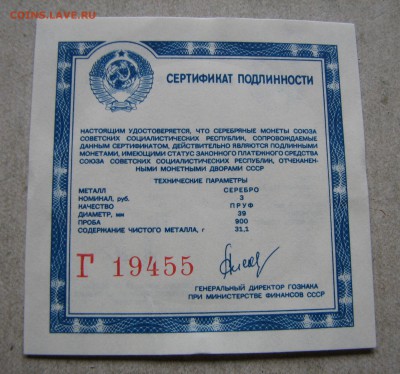 COINS.LAVE.RU
СЕРТИФИКАТ ПОДЛИННОСТИ
НАСТОЯЩИМ УДОСТОВЕРЯЕТСЯ, ЧТО СЕРЕБРЯНЫЕ МОНЕТЫ СОЮЗА
СОВЕТСКИХ СОЦИАЛИСТИЧЕСКИХ РЕСПУБЛИК, СОПРОВОЖДАЕМЫЕ
ДАННЫМ СЕРТИФИКАТОМ, ДЕЙСТВИТЕЛЬНО ЯВЛЯЮТСЯ ПОДЛИННЫМИ
МОНЕТАМИ, ИМЕЮЩИМИ СТАТУС ЗАКОННОГО ПЛАТЕЖНОГО СРЕДСТВА
СОЮЗА СОВЕТСКИХ СОЦИАЛИСТИЧЕСКИХ РЕСПУБЛИК, ОТЧЕКАНЕН-
НЫМИ МОНЕТНЫМИ ДВОРАМИ СССР
ТЕХНИЧЕСКИЕ ПАРАМЕТРЫ
МЕТАЛЛ СЕРЕБРО
НОМИНАЛ, руб. 3
КАЧЕСТВО ПРУФ
ДИАМЕТР, мм 39
ПРОБА 900
СОДЕРЖАНИЕ ЧИСТОГО МЕТАЛЛА, г 31,1
Г 19455
ГЕНЕРАЛЬНЫЙ ДИРЕКТОР ГОЗНАКА
ПРИ МИНИСТЕРСТВЕ ФИНАНСОВ СССР